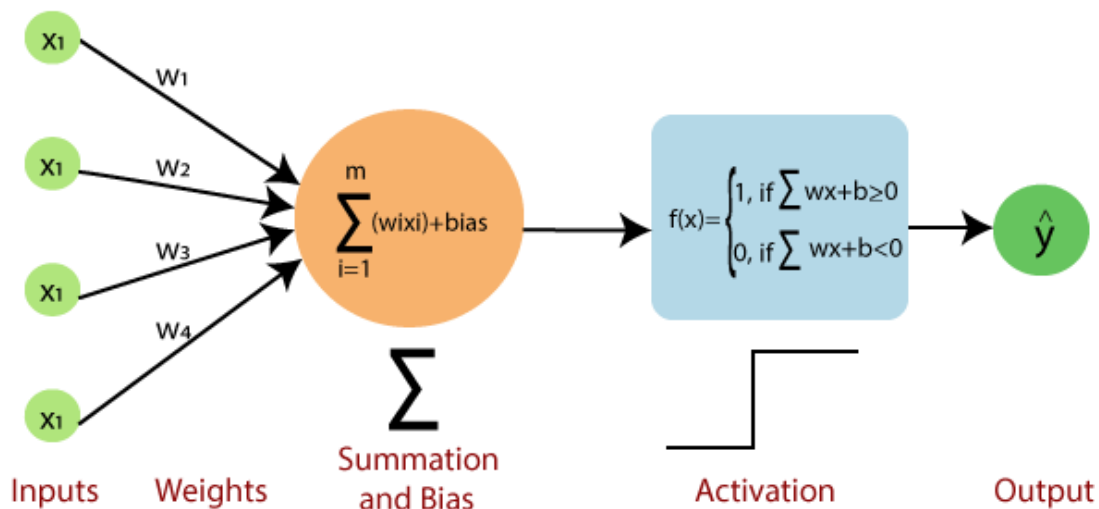 x1
x1
x1
x1
w1
w2
w3
w4
m
∑(wixi)+bias
i=1
∑
f(x)={1, if ∑ wx+b≥0
0, if ∑ wx+b<0
ŷ
Inputs
Weights
Summation
and Bias
Activation
Output